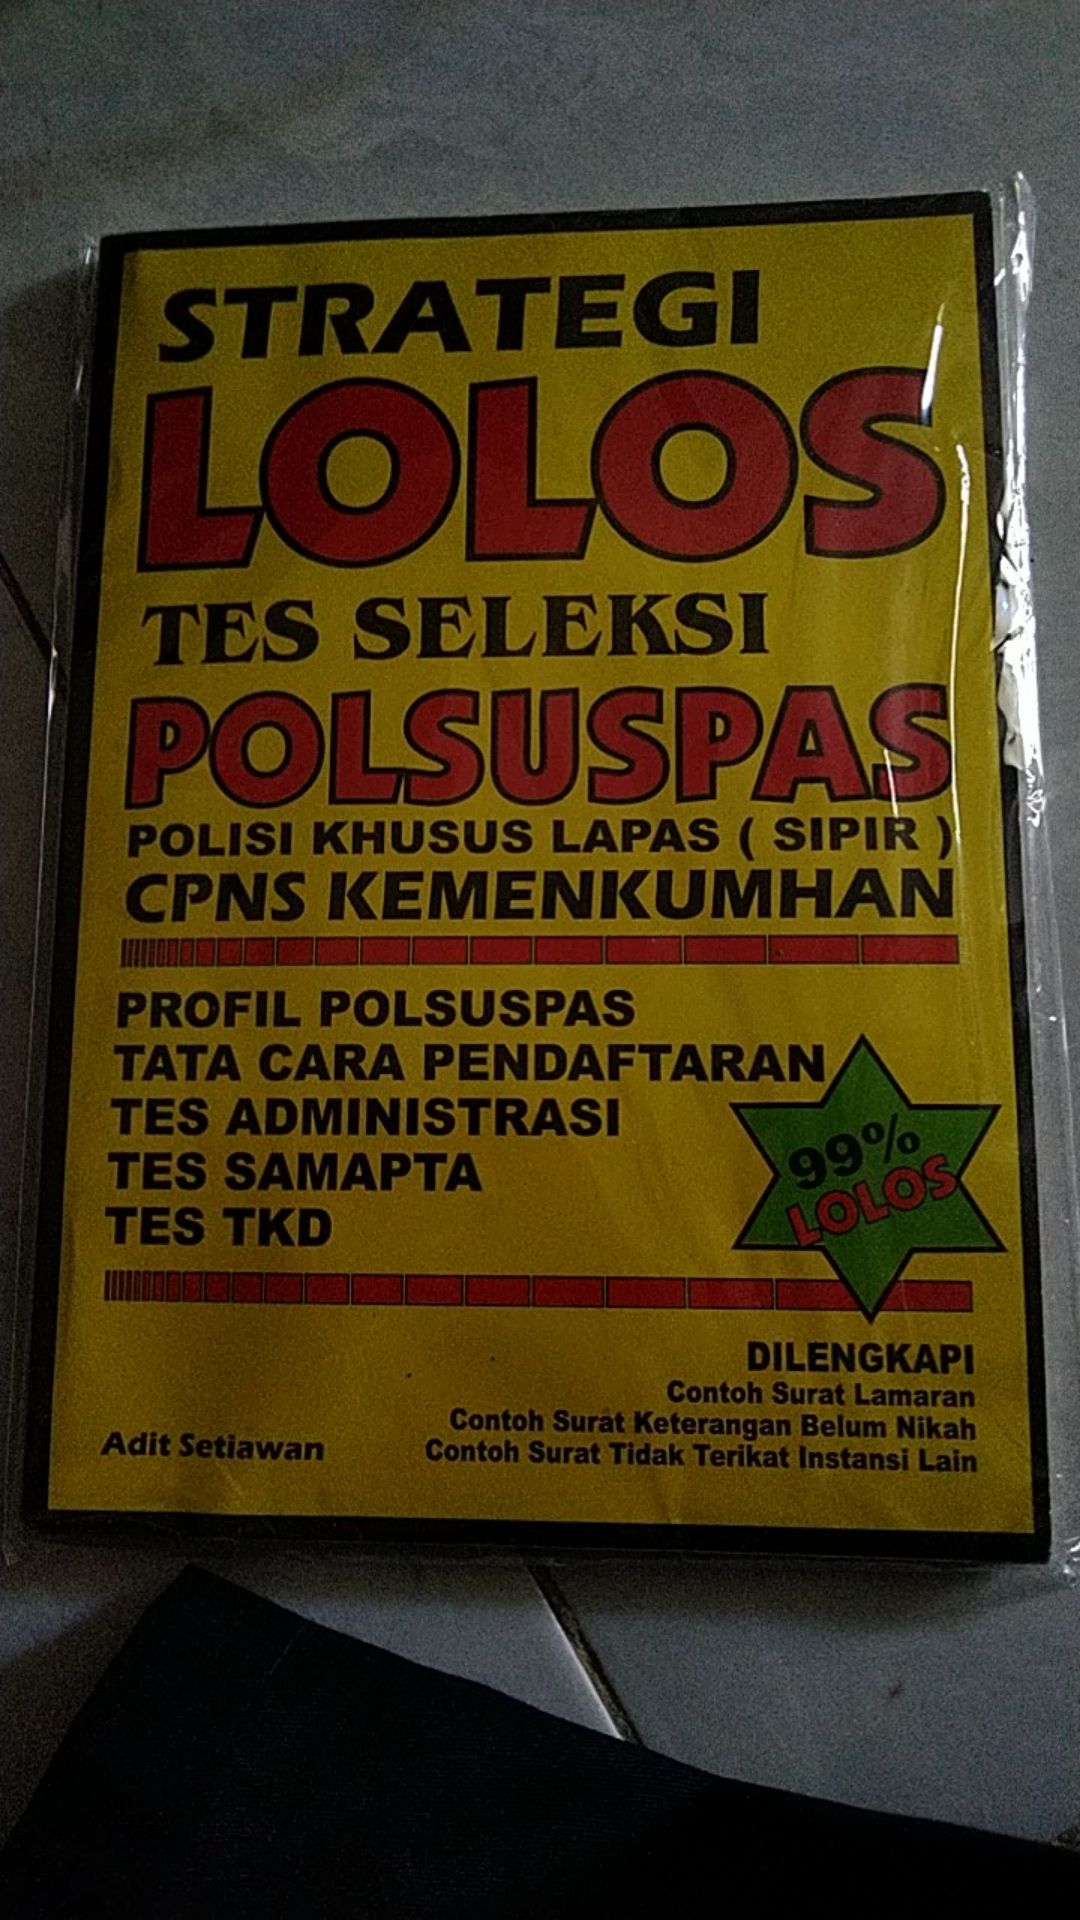 STRATEGI
LOLOS
TES SELEKSI
POLSUSPAS
POLISI KHUSUS LAPAS ( SIPIR )
CPNS KEMENKUMHAN
PROFIL POLSUSPAS
TATA CARA PENDAFTARAN
TES ADMINISTRASI
TES SAMAPTA
TES TKD
99%
LOLOS
DILENGKAPI
Contoh Surat Lamaran
Contoh Surat Keterangan Belum Nikah
Contoh Surat Tidak Terikat Instansi Lain
Adit Setiawan